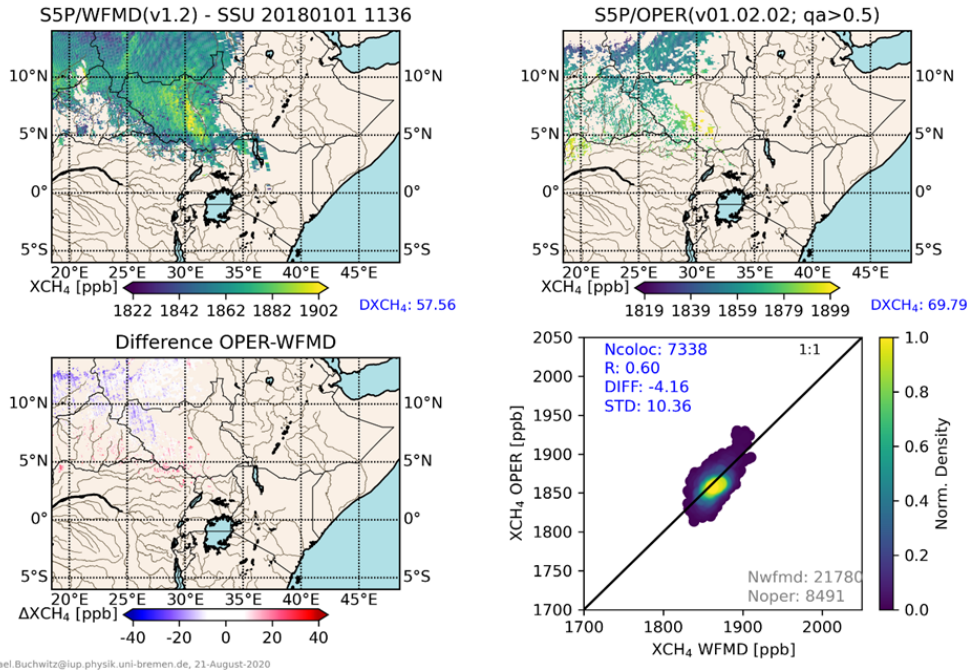 S5P/WFMD(v1.2) - SSU 20180101 1136
10°N
5°N
0°
5°S
10°N
5°N
0°
5°S
20°E 25°E 30°E 35°E 40°E 45°E
XCH₄ [ppb]
1822 1842 1862 1882 1902
DXCH₄: 57.56
S5P/OPER(v01.02.02; qa>0.5)
10°N
5°N
0°
5°S
10°N
5°N
0°
5°S
20°E 25°E 30°E 35°E 40°E 45°E
XCH₄ [ppb]
1819 1839 1859 1879 1899
DXCH₄: 69.79
Difference OPER-WFMD
10°N
5°N
0°
5°S
10°N
5°N
0°
5°S
20°E 25°E 30°E 35°E 40°E 45°E
ΔXCH₄ [ppb]
-40 -20 0 20 40
2050
2000
1950
1900
1850
1800
1750
1700
XCH₄ OPER [ppb]
Ncoloc: 7338
R: 0.60
DIFF: -4.16
STD: 10.36
1:1
Nwfmd: 21780
Noper: 8491
1700 1800 1900 2000
XCH₄ WFMD [ppb]
1.0
0.8
0.6
0.4
0.2
0.0
Norm. Density
ael.Buchwitz@iup.physik.uni-bremen.de, 21-August-2020